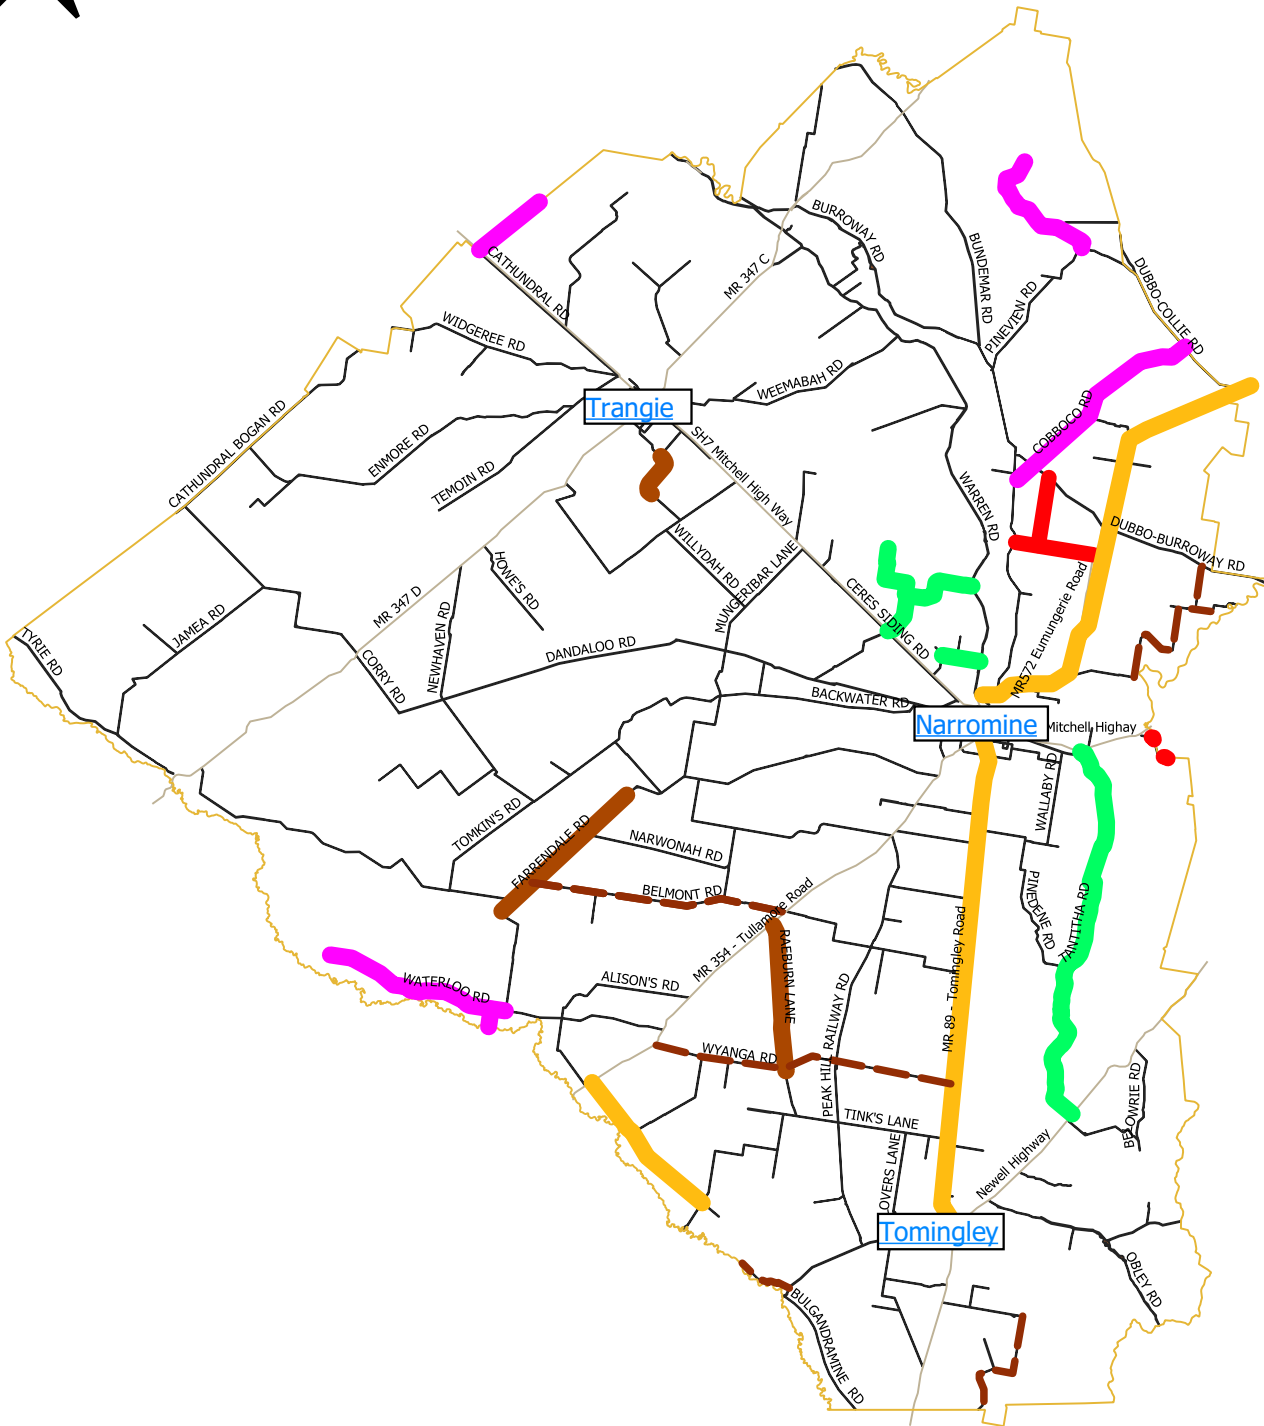 BURROWAY RD
BUNDEMAR RD
CATHUNDRAL RD
MR 347 C
DUBBO-COLLIE RD
PINEVIEW RD
WIDGEREE RD
WEEMABAH RD
Trangie
COBBOCO RD
CATHUNDRAL BOGAN RD
ENMORE RD
SH7 Mitchell High Way
TEMOIN RD
WARREN RD
DUBBO-BURROWAY RD
WILLYDAH RD
HOWE'S RD
MUNGERIBAR LANE
CERES SIDING RD
MR 347 D
JAMEA RD
TYRIE RD
NEWHAVEN RD
CORRY RD
DANDALOO RD
MR572 Eumungerie Road
BACKWATER RD
Narromine
Mitchell Highay
WALLABY RD
TOMKIN'S RD
FARRENDALE RD
NARWONAH RD
BELMONT RD
PINEDENE RD
TANTITHA RD
MR 354 - Tullamore Road
RAEBURN LANE
MR 89 - Tomingley Road
WATERLOO RD
ALISON'S RD
PEAK HILL RAILWAY RD
WYANGA RD
BELOWRIE RD
TINK'S LANE
OVERS LANE
Newell Highway
Tomingley
OBLEY RD
BULGANDRAMINE RD